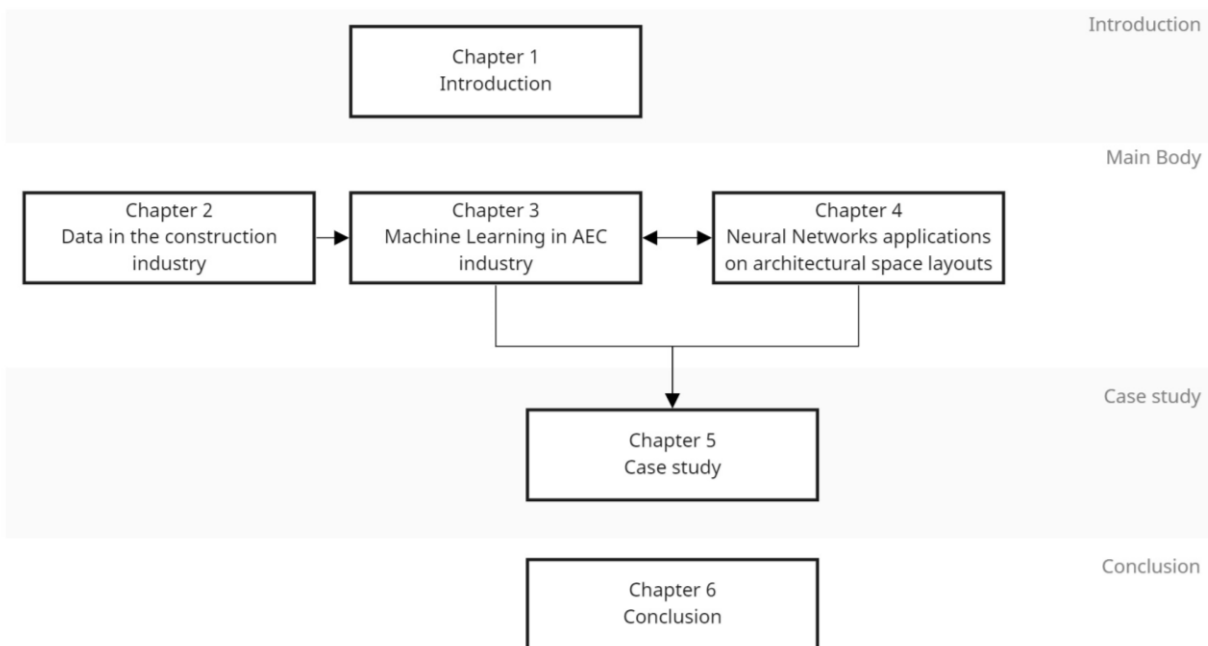 Introduction
Chapter 1
Introduction
Main Body
Chapter 2
Data in the construction
industry
Chapter 3
Machine Learning in AEC
industry
Chapter 4
Neural Networks applications
on architectural space layouts
Case study
Chapter 5
Case study
Conclusion
Chapter 6
Conclusion